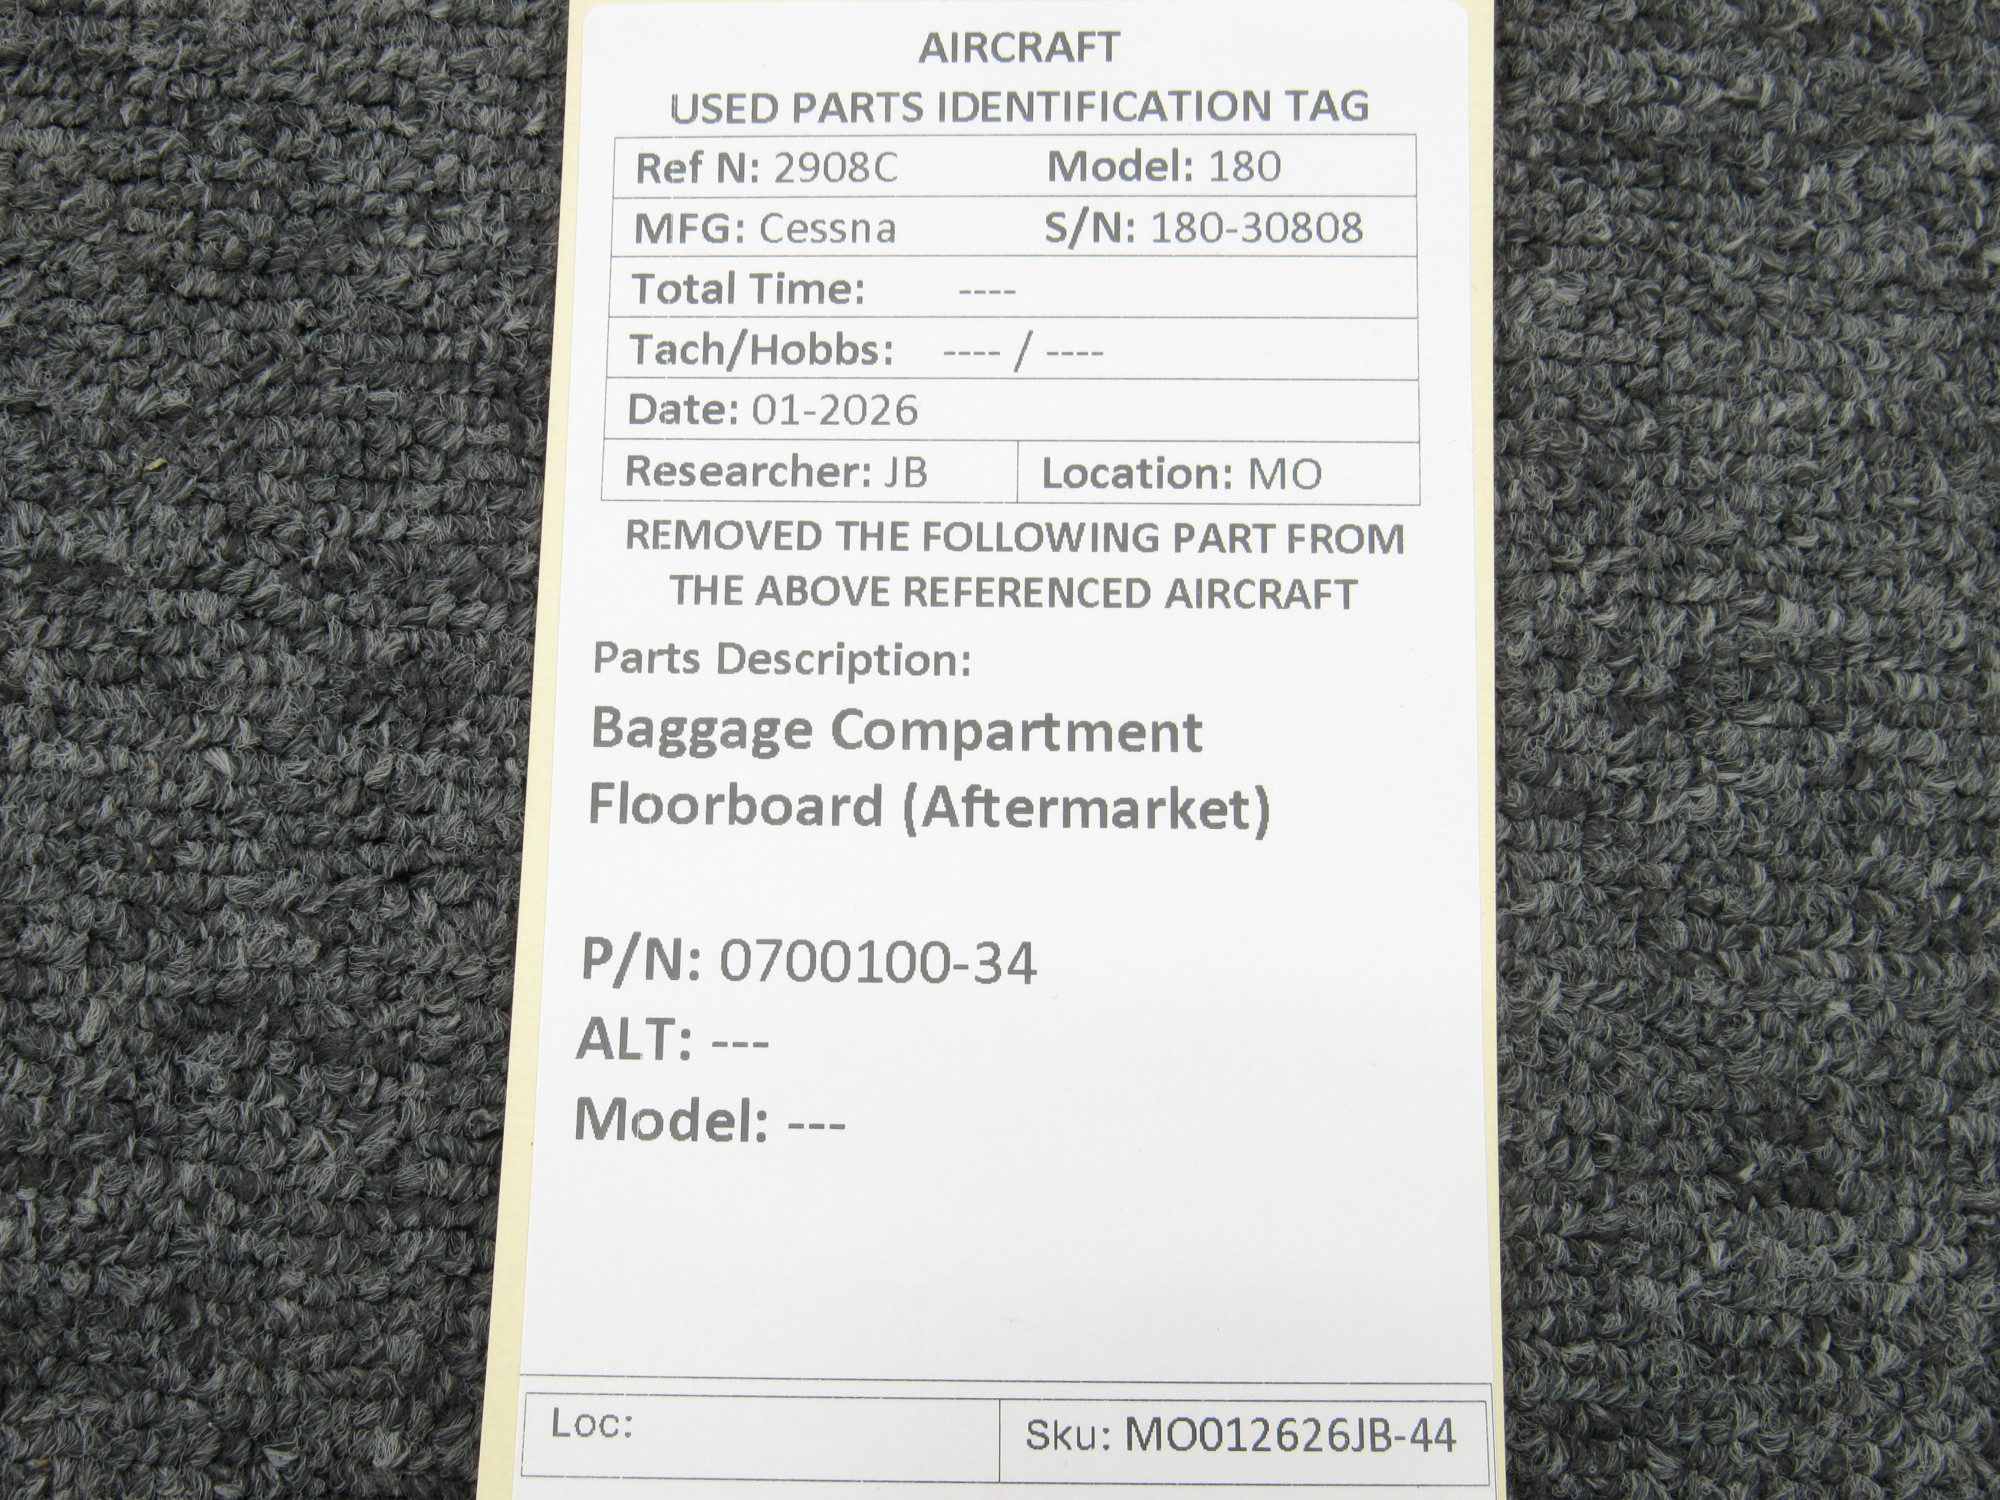 AIRCRAFT
USED PARTS IDENTIFICATION TAG
Ref N: 2908C Model: 180
MFG: Cessna S/N: 180-30808
Total Time: ----
Tach/Hobbs: ---- / ----
Date: 01-2026
Researcher: JB Location: MO
REMOVED THE FOLLOWING PART FROM
THE ABOVE REFERENCED AIRCRAFT
Parts Description:
Baggage Compartment
Floorboard (Aftermarket)
P/N: 0700100-34
ALT: ---
Model: ---
Loc: Sku: MO012626JB-44